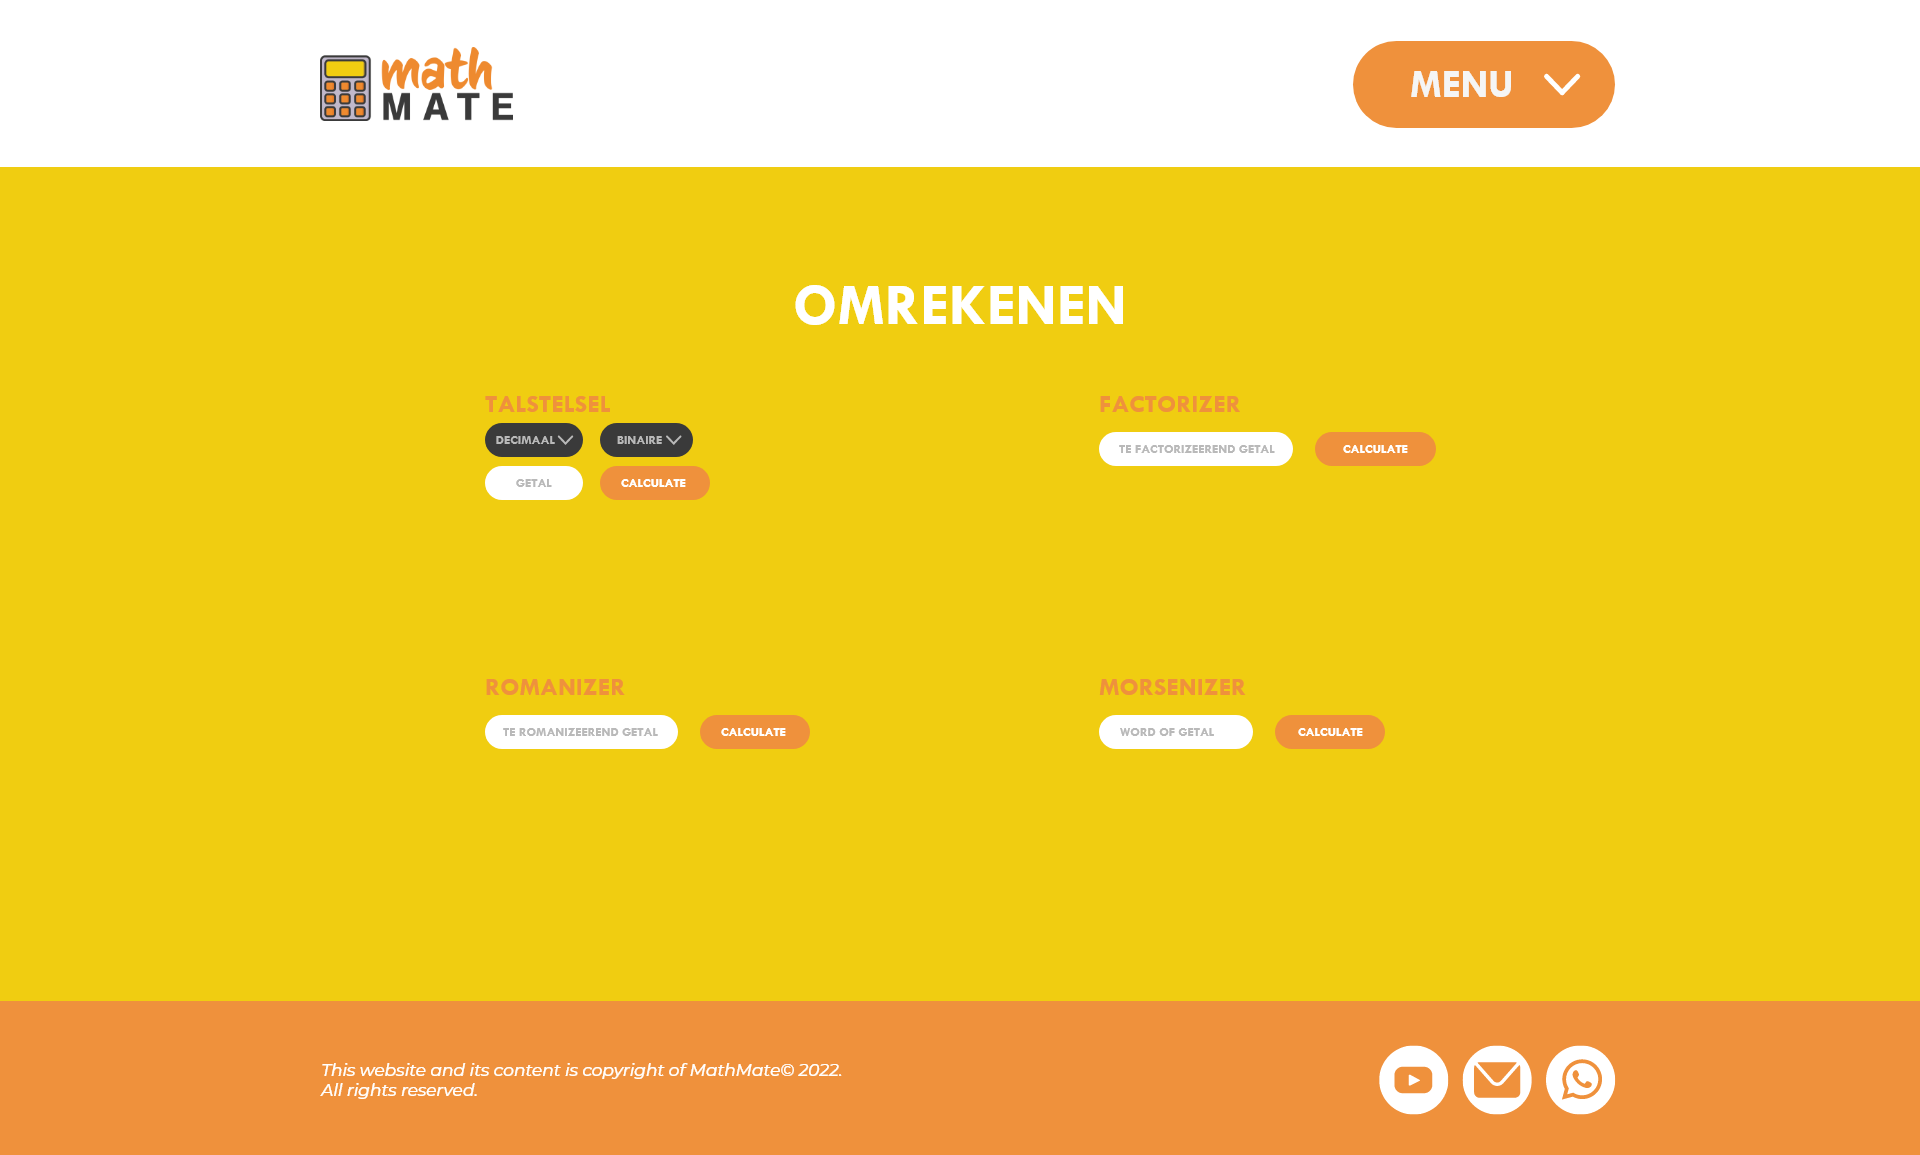 math
MATE
MENU
OMREKENEN
TALSTELSEL
DECIMAAL
BINAIRE
GETAL
CALCULATE
FACTORIZER
TE FACTORIZEEREND GETAL
CALCULATE
ROMANIZER
TE ROMANIZEEREND GETAL
CALCULATE
MORSENIZER
WORD OF GETAL
CALCULATE
This website and its content is copyright of MathMate© 2022.
All rights reserved.